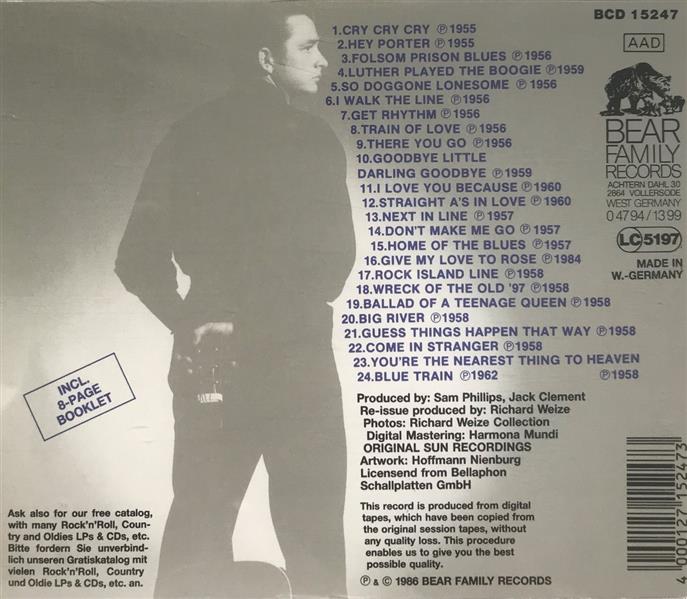 BCD 15247
AAD
BEAR
FAMILY
RECORDS
ACHTERN DAHL 30
2864 VOLLERSODE
WEST GERMANY
0 47 94 / 13 99
LC 5197
MADE IN
W.-GERMANY
1.CRY CRY CRY ℗1955
2.HEY PORTER ℗1955
3.FOLSOM PRISON BLUES ℗1956
4.LUTHER PLAYED THE BOOGIE ℗1959
5.SO DOGGONE LONESOME ℗1956
6.I WALK THE LINE ℗1956
7.GET RHYTHM ℗1956
8.TRAIN OF LOVE ℗1956
9.THERE YOU GO ℗1956
10.GOODBYE LITTLE
DARLING GOODBYE ℗1959
11.I LOVE YOU BECAUSE ℗1960
12.STRAIGHT A'S IN LOVE ℗1960
13.NEXT IN LINE ℗1957
14.DON'T MAKE ME GO ℗1957
15.HOME OF THE BLUES ℗1957
16.GIVE MY LOVE TO ROSE ℗1984
17.ROCK ISLAND LINE ℗1958
18.WRECK OF THE OLD '97 ℗1958
19.BALLAD OF A TEENAGE QUEEN ℗1958
20.BIG RIVER ℗1958
21.GUESS THINGS HAPPEN THAT WAY ℗1958
22.COME IN STRANGER ℗1958
23.YOU'RE THE NEAREST THING TO HEAVEN
24.BLUE TRAIN ℗1962 ℗1958
Produced by: Sam Phillips, Jack Clement
Re-issue produced by: Richard Weize
Photos: Richard Weize Collection
Digital Mastering: Harmona Mundi
ORIGINAL SUN RECORDINGS
Artwork: Hoffmann Nienburg
Licensend from Bellaphon
Schallplatten GmbH
This record is produced from digital
tapes, which have been copied from
the original session tapes, without
any quality loss. This procedure
enables us to give you the best
possible quality.
℗ & © 1986 BEAR FAMILY RECORDS
INCL.
8-PAGE
BOOKLET
Ask also for our free catalog,
with many Rock'n'Roll, Coun-
try and Oldies LPs & CDs, etc.
Bitte fordern Sie unverbind-
lich unseren Gratiskatalog mit
vielen Rock'n'Roll, Country
und Oldie LPs & CDs, etc. an.
4 000127 152473